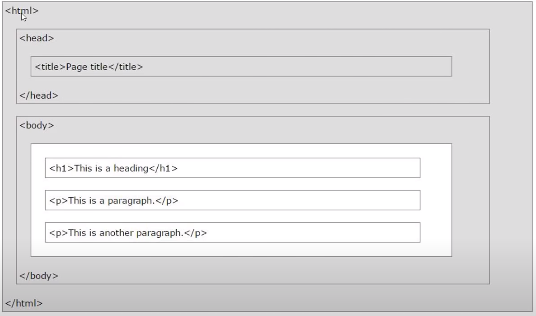 <html>
<head>
<title>Page title</title>
</head>
<body>
<h1>This is a heading</h1>
<p>This is a paragraph.</p>
<p>This is another paragraph.</p>
</body>
</html>